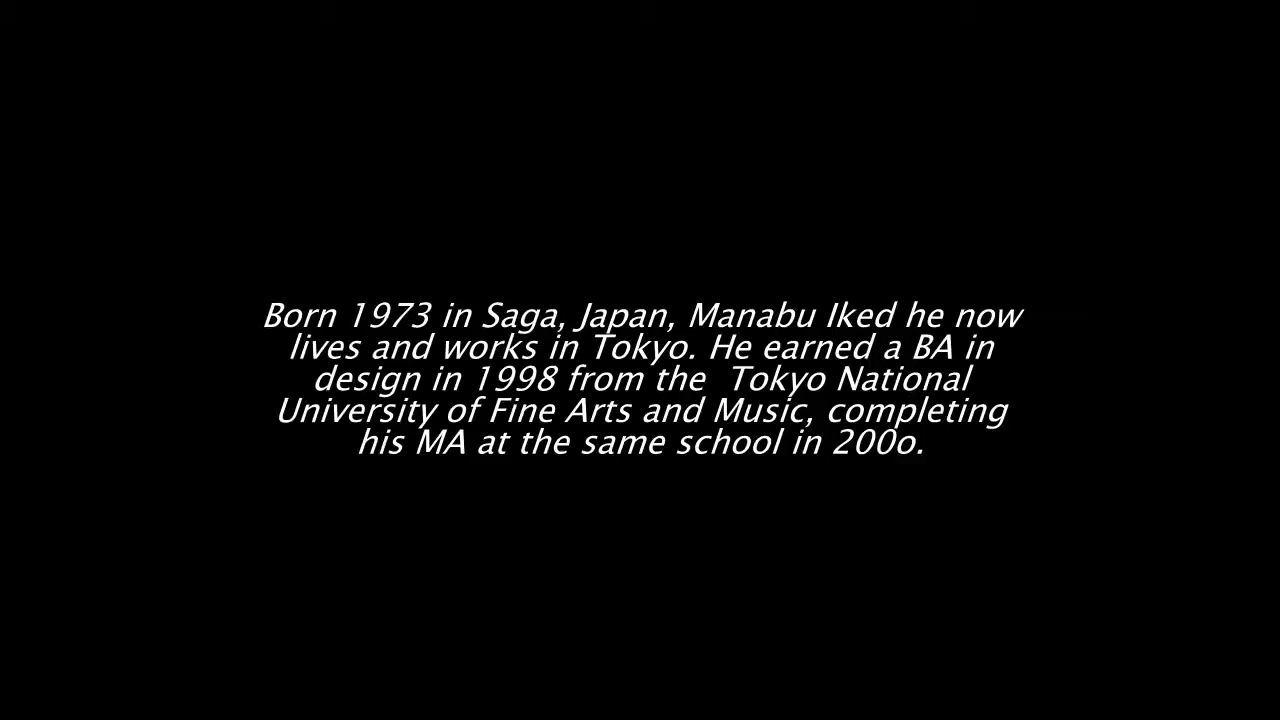 Born 1973 in Saga, Japan, Manabu Iked he now
lives and works in Tokyo. He earned a BA in
design in 1998 from the  Tokyo National
University of Fine Arts and Music, completing
his MA at the same school in 200o.